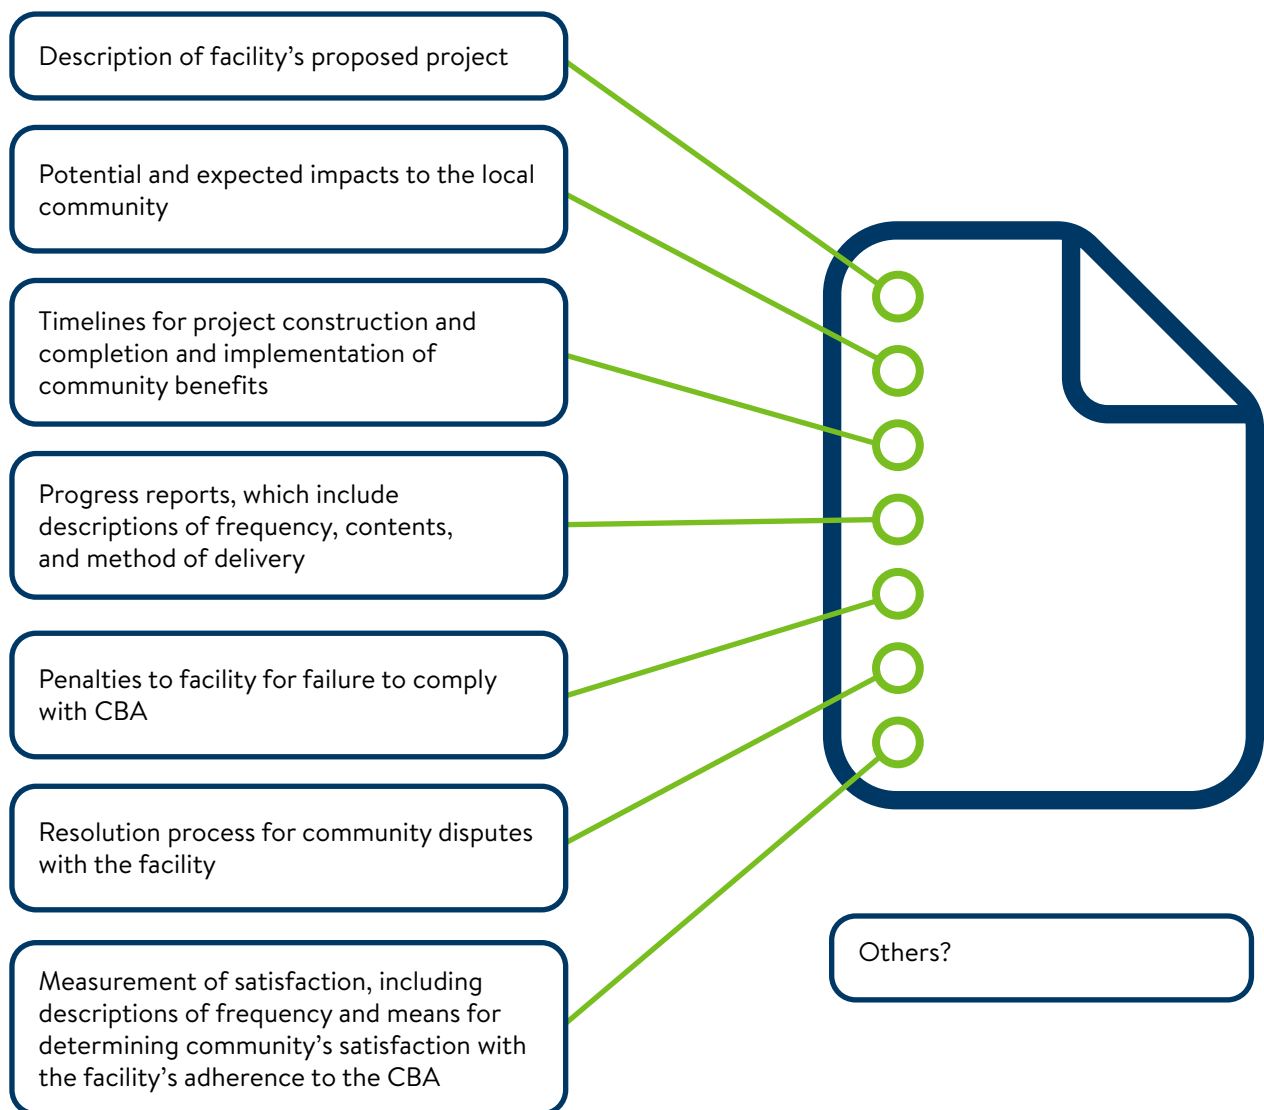 Description of facility’s proposed project
Potential and expected impacts to the local
community
Timelines for project construction and
completion and implementation of
community benefits
Progress reports, which include
descriptions of frequency, contents,
and method of delivery
Penalties to facility for failure to comply
with CBA
Resolution process for community disputes
with the facility
Measurement of satisfaction, including
descriptions of frequency and means for
determining community’s satisfaction with
the facility’s adherence to the CBA
Others?